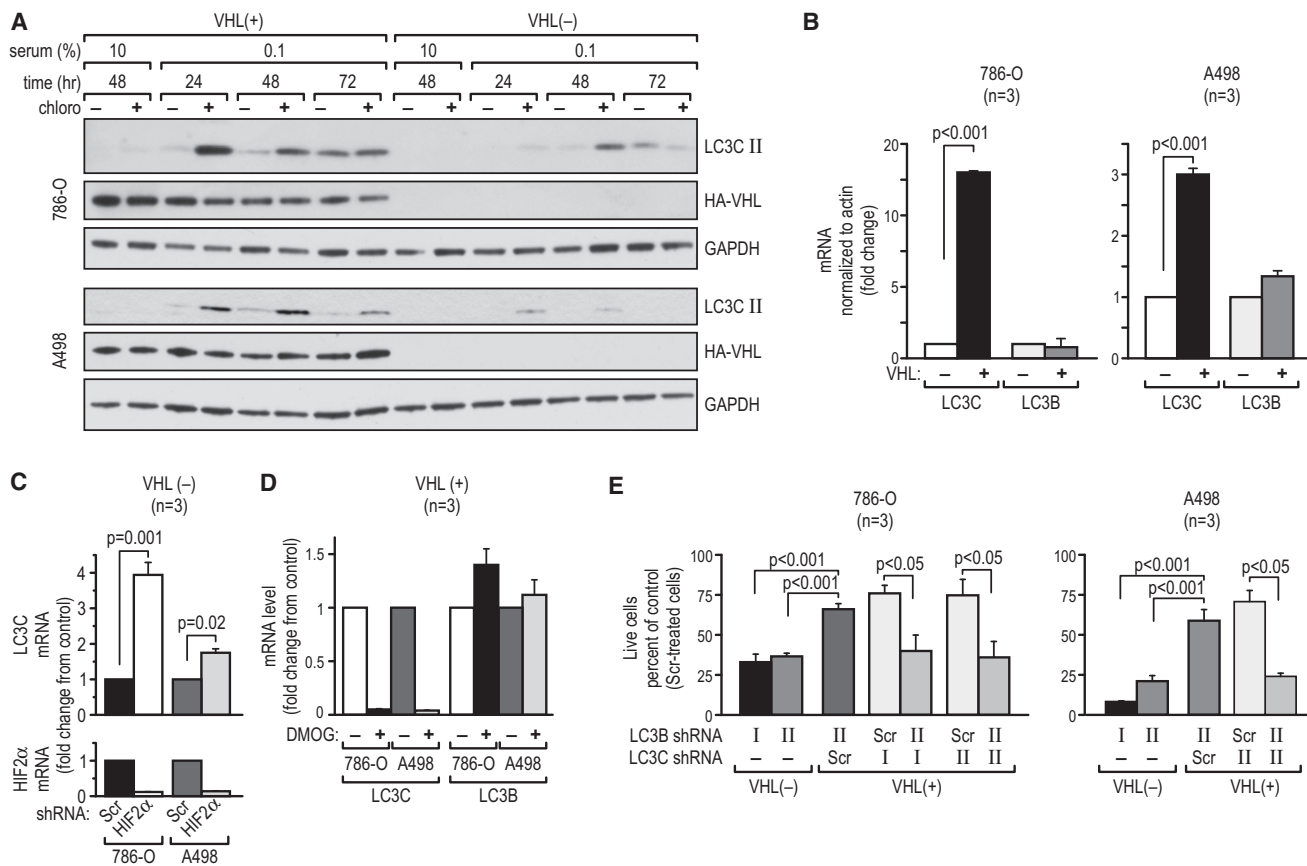 A
VHL(+) VHL(–)
serum (%) 10 0.1 10 0.1
time (hr) 48 24 48 72 48 24 48 72
chloro – + – + – + – + – + – + – + – +
786-O
LC3C II
HA-VHL
GAPDH
A498
LC3C II
HA-VHL
GAPDH
B
786-O
(n=3)
A498
(n=3)
mRNA
normalized to actin
(fold change)
20
15
10
5
0
p<0.001
3
2
1
0
p<0.001
VHL: – + – + – + – +
LC3C LC3B LC3C LC3B
C
VHL (–)
(n=3)
LC3C
mRNA
HIF2α
mRNA
(fold change from control)
4
2
0
p=0.001
p=0.02
1
0
shRNA: Scr HIF2α Scr HIF2α
786-O A498
D
VHL (+)
(n=3)
mRNA level
(fold change from control)
1.5
1
0.5
0
DMOG: – + – + – + – +
786-O A498 786-O A498
LC3C LC3B
E
786-O
(n=3)
A498
(n=3)
Live cells
percent of control
(Scr-treated cells)
100
75
50
25
0
p<0.001
p<0.001
p<0.05
p<0.05
100
75
50
25
0
p<0.001
p<0.001
p<0.05
LC3B shRNA I II II Scr II Scr II I II II Scr II
LC3C shRNA – – Scr I I II II – – Scr II II
VHL(–) VHL(+) VHL(–) VHL(+)